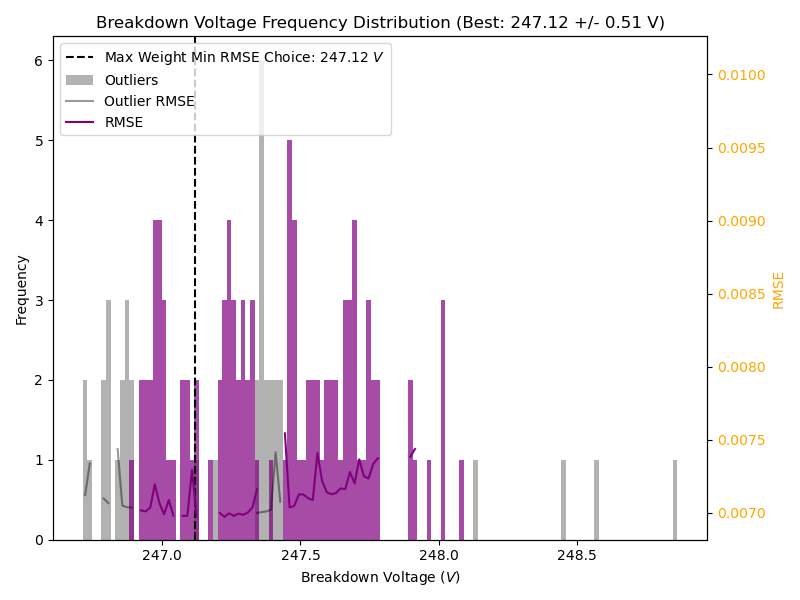 Breakdown Voltage Frequency Distribution (Best: 247.12 +/- 0.51 V)
Max Weight Min RMSE Choice: 247.12 V
Outliers
Outlier RMSE
RMSE
Frequency
6
5
4
3
2
1
0
0.0100
0.0095
0.0090
0.0085
0.0080
0.0075
0.0070
RMSE
247.0
247.5
248.0
248.5
Breakdown Voltage (V)